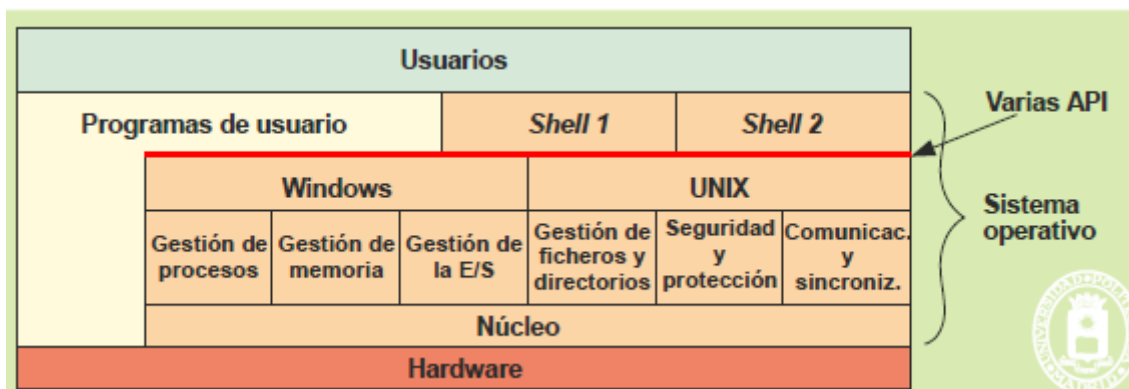 Usuarios
Programas de usuario
Shell 1
Shell 2
Varias API
Windows
UNIX
Sistema
operativo
Gestión de
procesos
Gestión de
memoria
Gestión de
la E/S
Gestión de
ficheros y
directorios
Seguridad
y
protección
Comunicac.
y
sincroniz.
Núcleo
Hardware